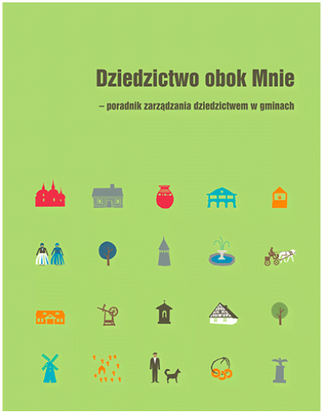 Dziedzictwo obok Mnie
– poradnik zarządzania dziedzictwem w gminach